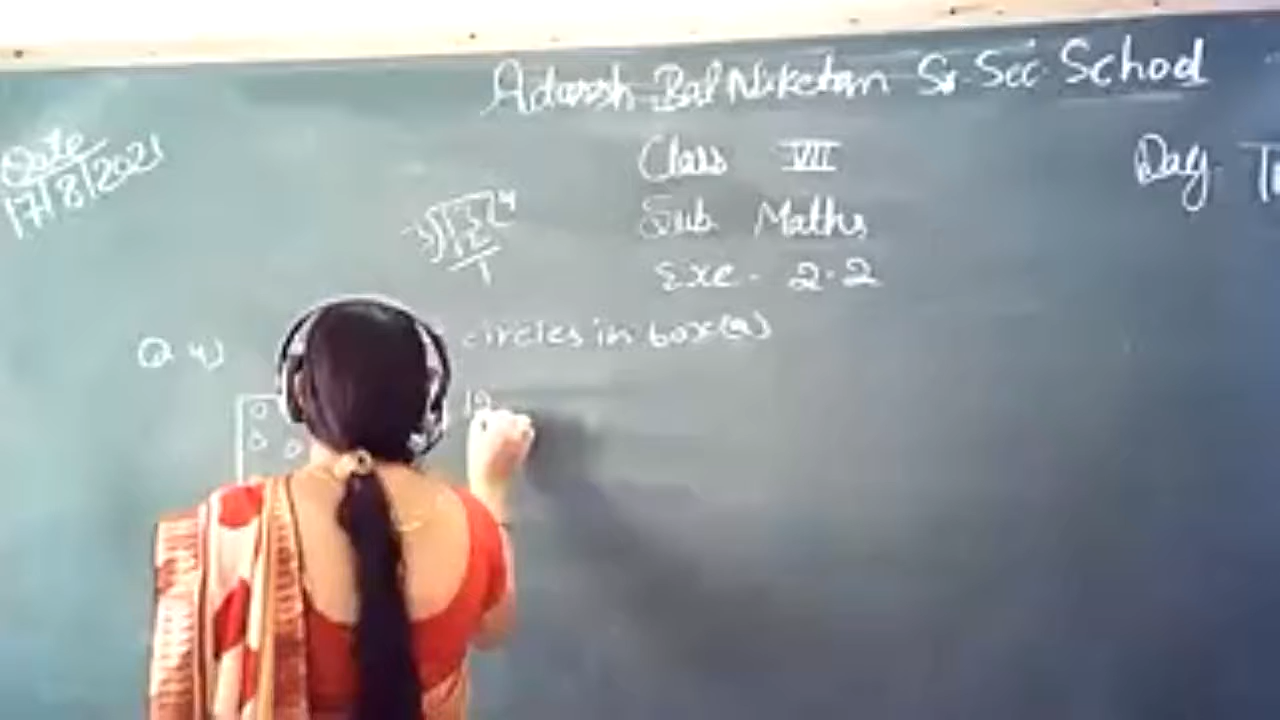 Adarsh Bal Niketan Sr. Sec. School
Date
17/8/2021
Class VII
Day
Sub Maths
Exe - 2.2
Q 4)
circles in box (a)
12